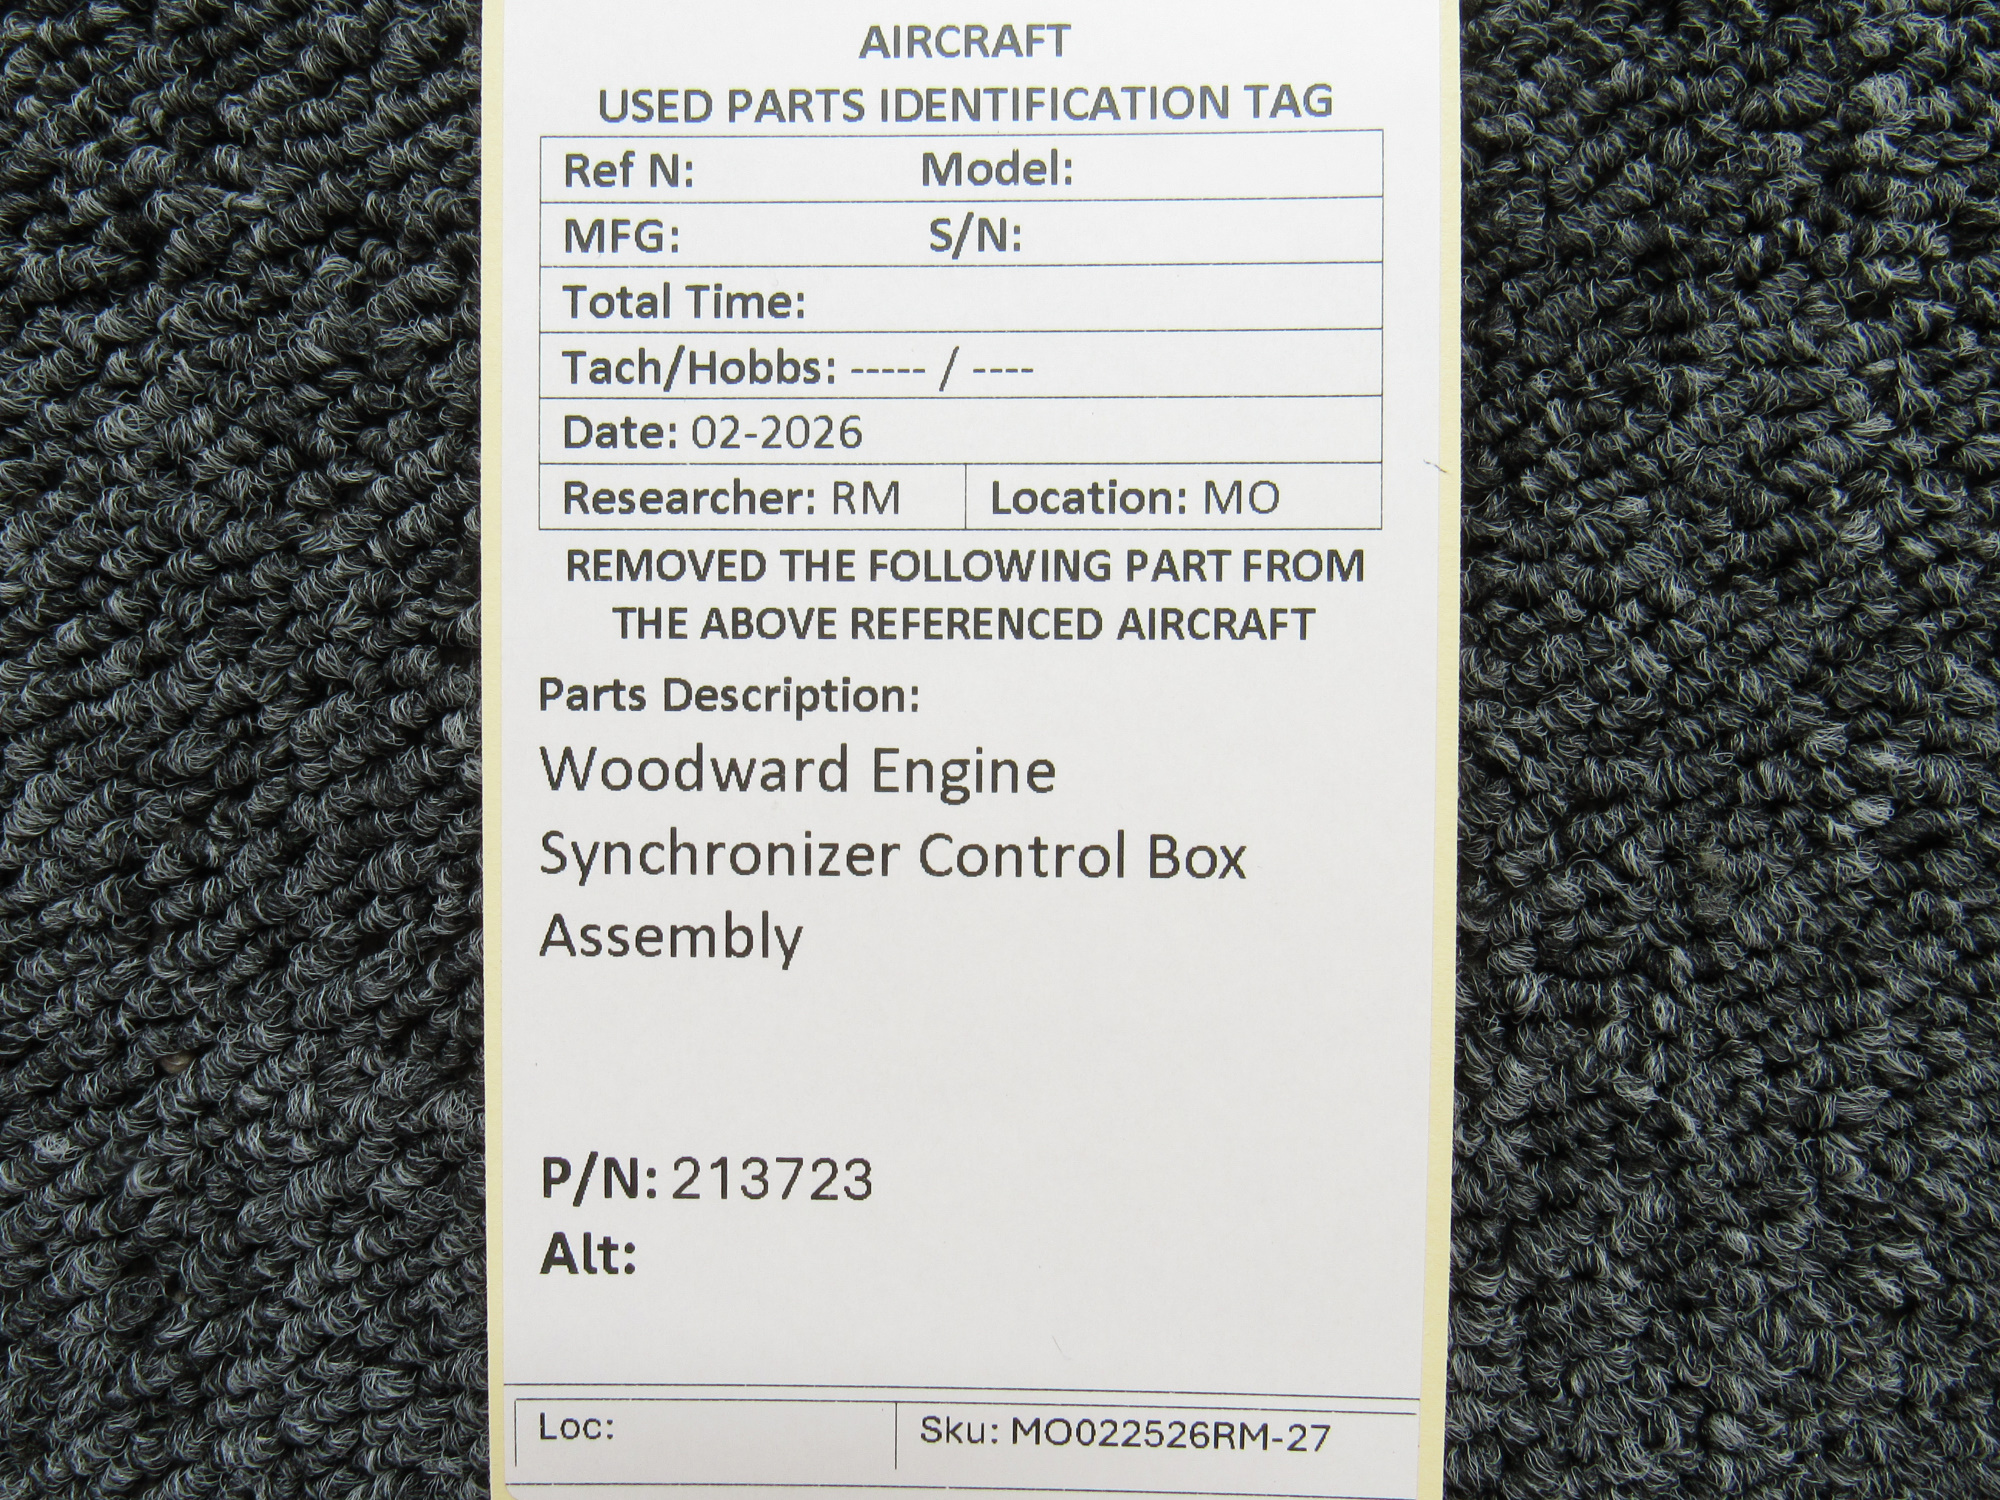 AIRCRAFT
USED PARTS IDENTIFICATION TAG
Ref N: Model:
MFG: S/N:
Total Time:
Tach/Hobbs: ----- / ----
Date: 02-2026
Researcher: RM Location: MO
REMOVED THE FOLLOWING PART FROM
THE ABOVE REFERENCED AIRCRAFT
Parts Description:
Woodward Engine
Synchronizer Control Box
Assembly
P/N: 213723
Alt:
Loc: Sku: MO022526RM-27